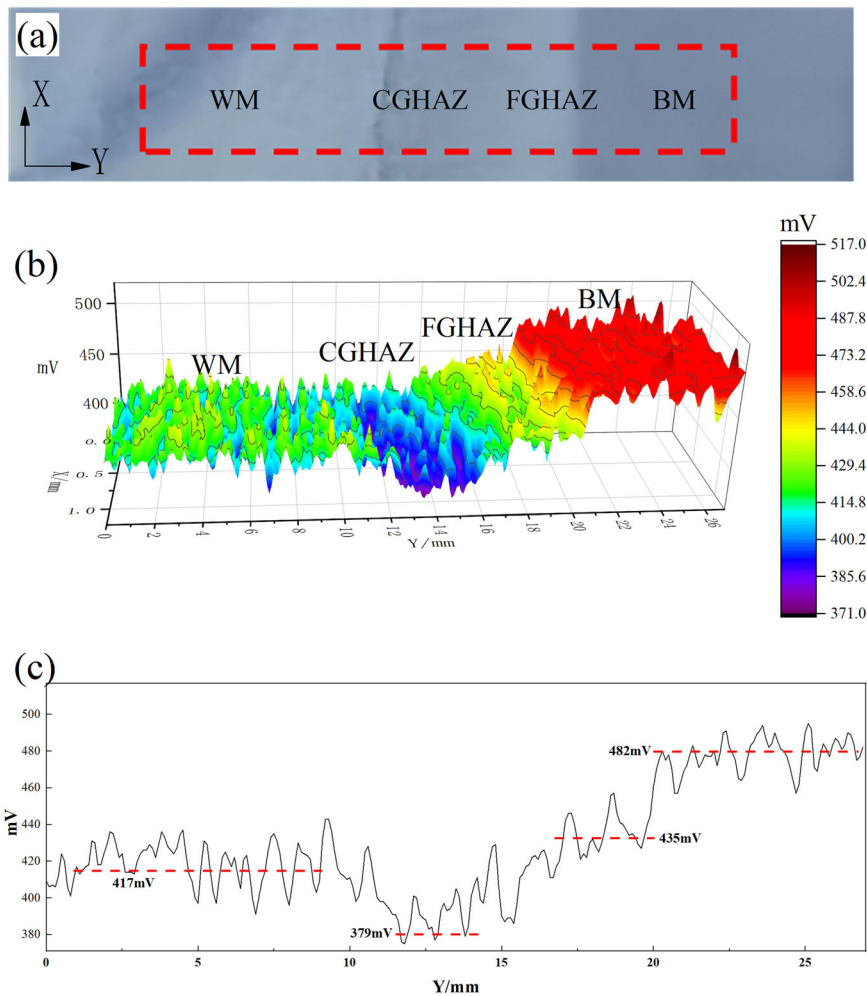 (a)
X
Y
WM
CGHAZ
FGHAZ
BM
(b)
mV
517.0
502.4
487.8
473.2
458.6
444.0
429.4
414.8
400.2
385.6
371.0
500
450
400
mV
WM
CGHAZ
FGHAZ
BM
0.0
0.5
1.0
X/mm
0
2
4
6
8
10
12
14
16
18
20
22
24
26
Y/mm
(c)
500
480
460
440
420
400
380
mV
417mV
379mV
435mV
482mV
0
5
10
15
20
25
Y/mm